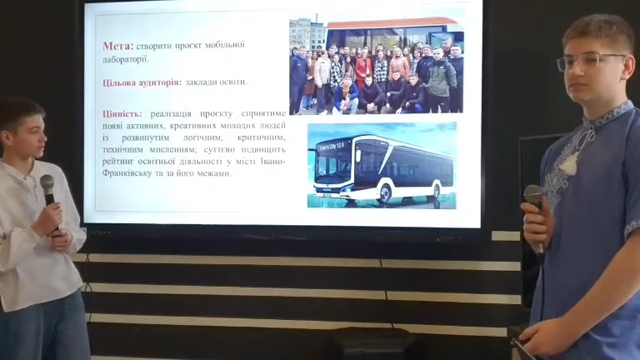 Мета: створити проєкт мобільної
лабораторії.
Цільова аудиторія: заклади освіти.
Цінність: реалізація проєкту сприятиме
появі активних, креативних молодих людей
із розвинутим логічним, критичним,
технічним мисленням; суттєво підвищить
рейтинг освітньої діяльності у місті Івано-
Франківську та за його межами.